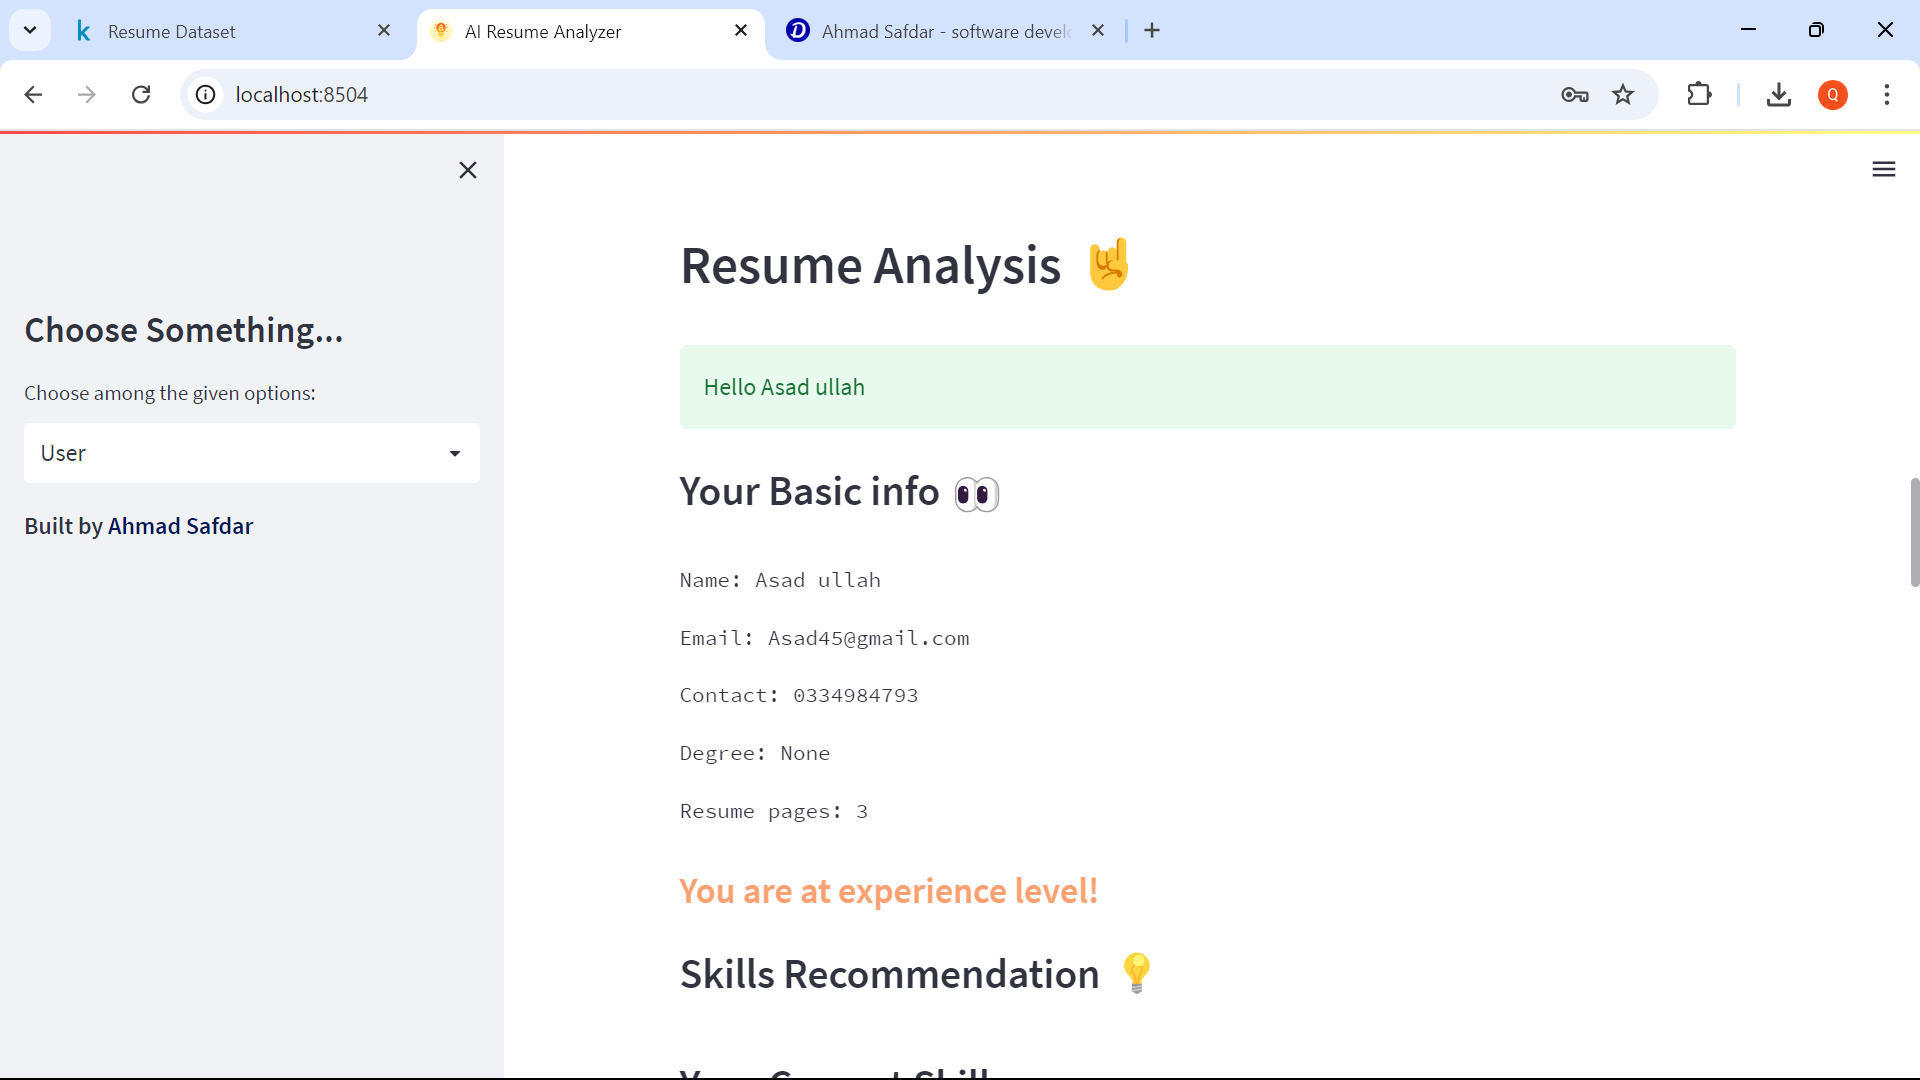 Resume Dataset
AI Resume Analyzer
Ahmad Safdar - software devel
localhost:8504
Q
Choose Something...
Choose among the given options:
User
Built by Ahmad Safdar
Resume Analysis 🤘
Hello Asad ullah
Your Basic info 👀
Name: Asad ullah
Email: Asad45@gmail.com
Contact: 0334984793
Degree: None
Resume pages: 3
You are at experience level!
Skills Recommendation 💡